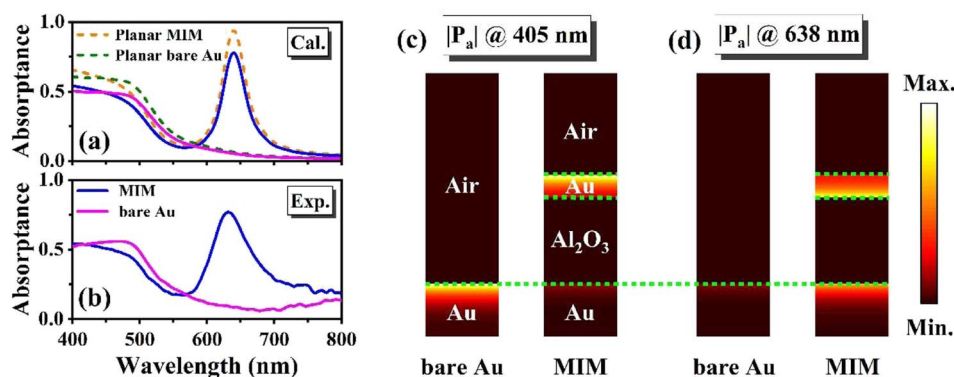 1.0
Planar MIM
Planar bare Au
Cal.
Absorptance
0.5
(a)
0.0
1.0
MIM
bare Au
Exp.
Absorptance
0.5
(b)
0.0
400 500 600 700 800
Wavelength (nm)
(c)
|Pa| @ 405 nm
Air
Au
bare Au
Air
Au
Al2O3
Au
MIM
(d)
|Pa| @ 638 nm
bare Au
MIM
Max.
Min.